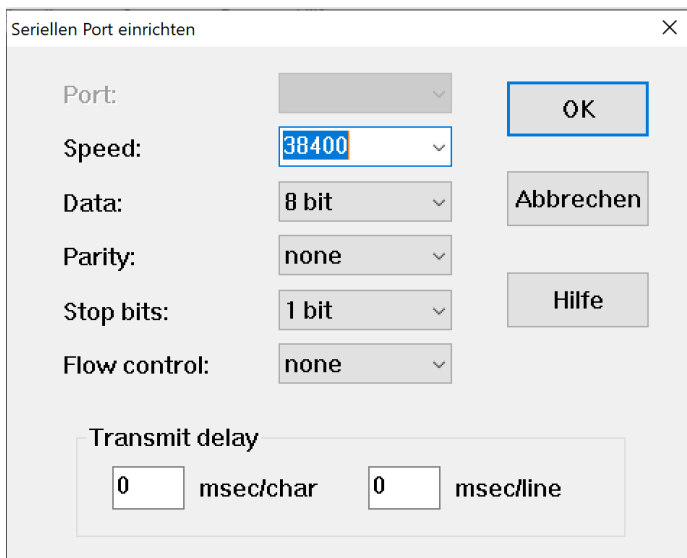 Seriellen Port einrichten
Port:
OK
Speed: 38400
Data: 8 bit
Abbrechen
Parity: none
Stop bits: 1 bit
Hilfe
Flow control: none
Transmit delay
0 msec/char 0 msec/line